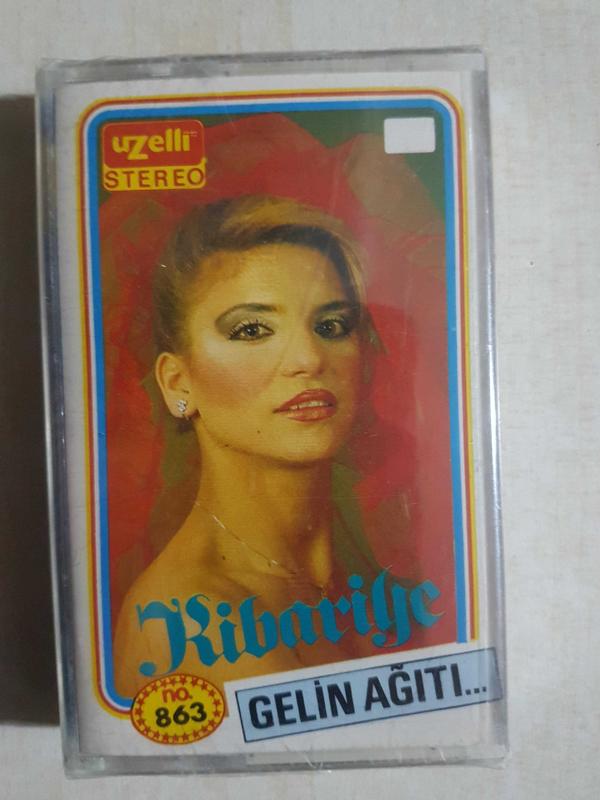 uzelli
STEREO
Kibariye
no.
863
GELİN AĞITI...